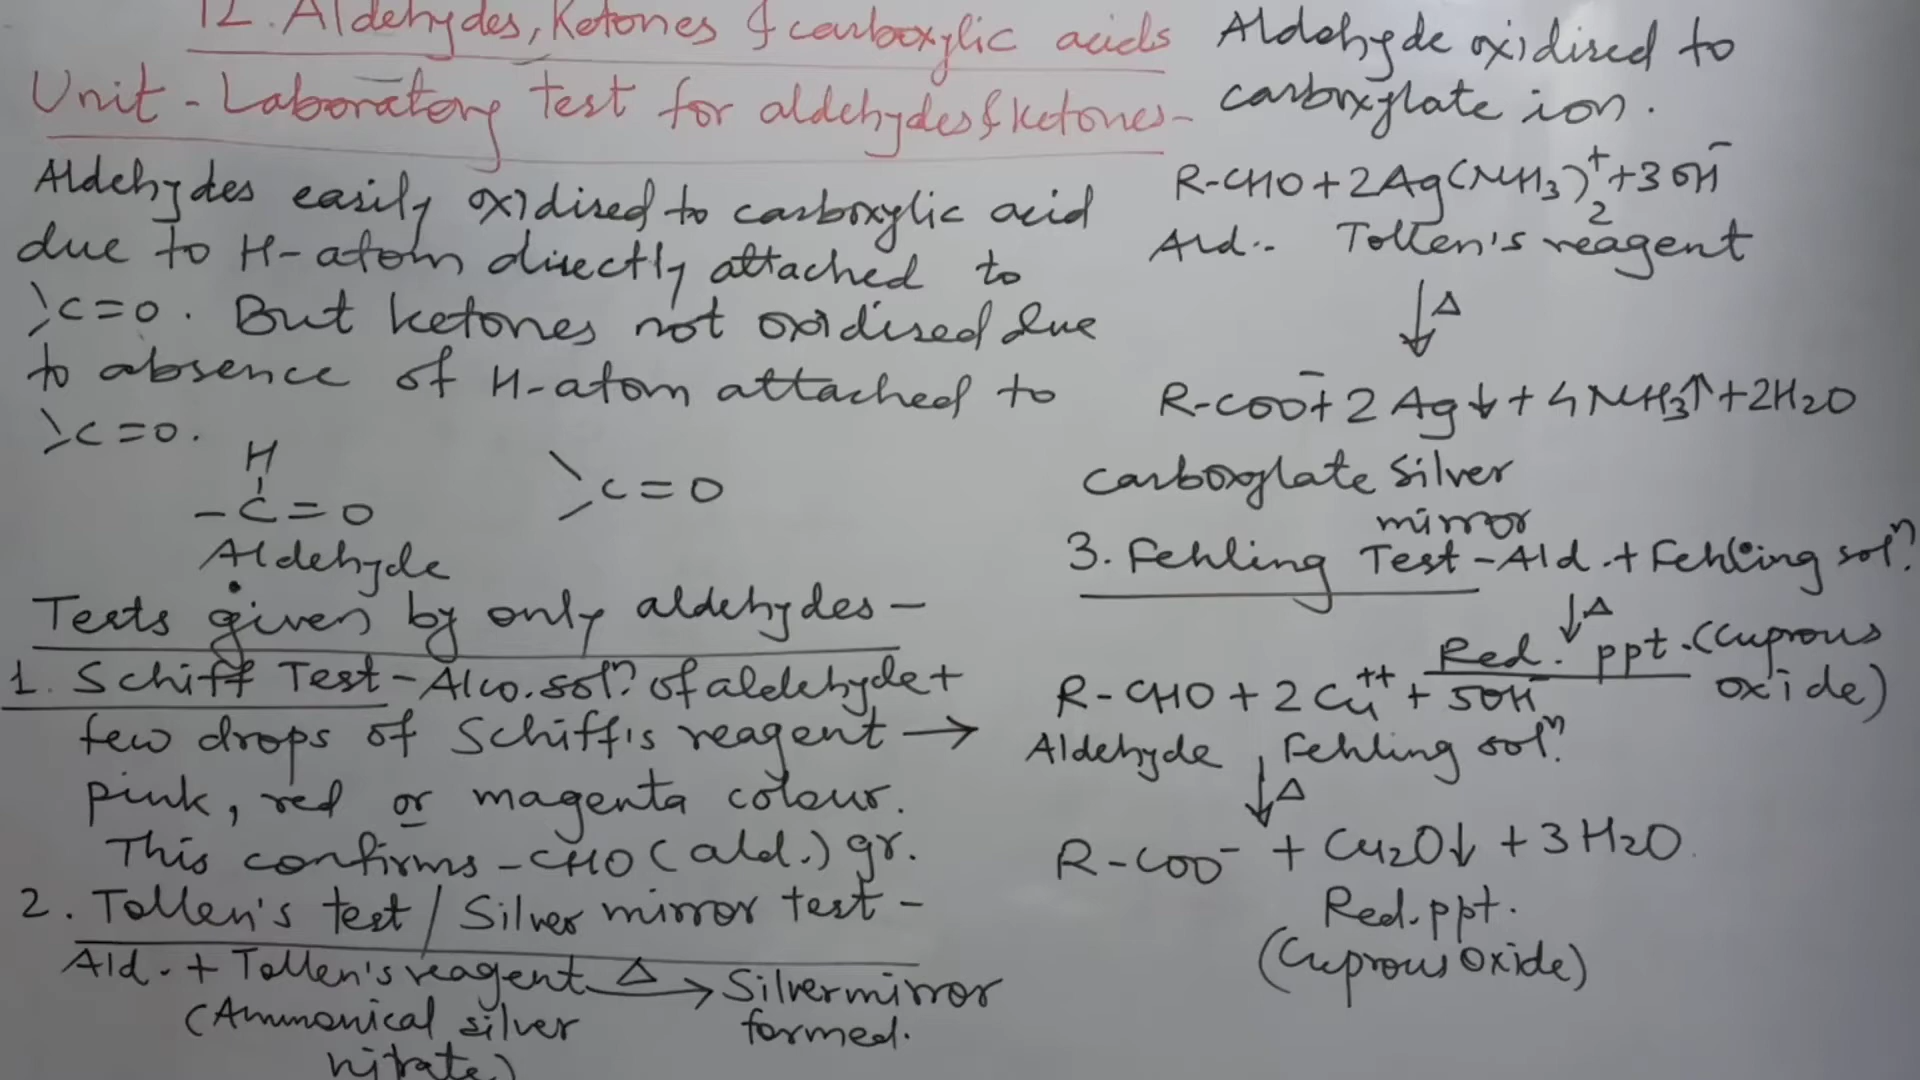 12. Aldehydes, Ketones & carboxylic acids
Unit - Laboratory test for aldehydes & ketones -
Aldehydes easily oxidised to carboxylic acid
due to H-atom directly attached to
>C=O. But ketones not oxidised due
to absence of H-atom attached to
>C=O.
H
-C=O
>C=O
Aldehyde
Tests given by only aldehydes -
1. Schiff Test - Alco. solⁿ. of aldehyde +
few drops of Schiff's reagent →
pink, red or magenta colour.
This confirms -CHO (ald.) gr.
2. Tollen's test / Silver mirror test -
Ald. + Tollen's reagent Δ→ Silver mirror
(Ammonical silver formed.
nitrate)
Aldehyde oxidised to
carboxylate ion.
R-CHO + 2Ag(NH3)2⁺ + 3OH⁻
Ald.. Tollen's reagent
↓Δ
R-COO⁻ + 2Ag↓ + 4NH3↑ + 2H2O
carboxylate silver
mirror
3. Fehling Test - Ald. + Fehling solⁿ.
↓Δ
Red. ppt. (cuprous
oxide)
R-CHO + 2Cu⁺⁺ + 5OH⁻
Aldehyde Fehling solⁿ.
↓Δ
R-COO⁻ + Cu2O↓ + 3H2O
Red. ppt.
(Cuprous oxide)